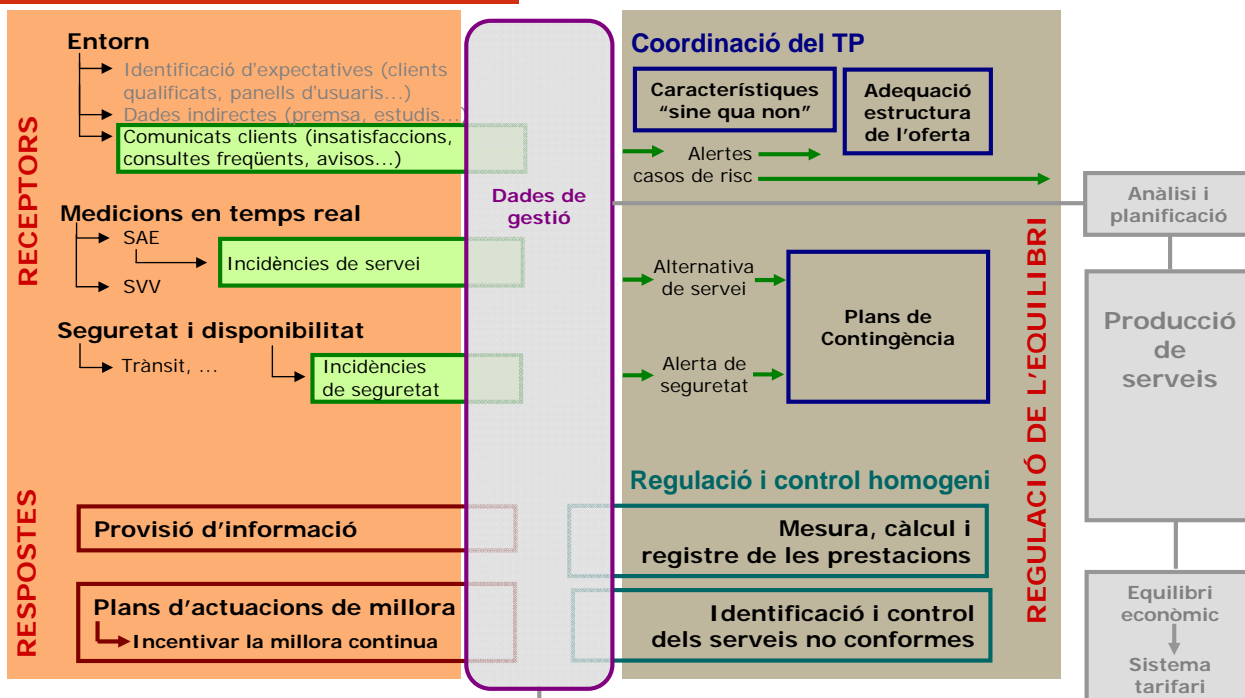 RECEPTORS
Entorn
Identificació d'expectatives (clients
qualificats, panells d'usuaris...)
Dades indirectes (premsa, estudis...)
Comunicats clients (insatisfaccions,
consultes freqüents, avisos...)
Medicions en temps real
SAE
Incidències de servei
SVV
Seguretat i disponibilitat
Trànsit, ...
Incidències
de seguretat
RESPOSTES
Provisió d'informació
Plans d'actuacions de millora
Incentivar la millora continua
Dades de
gestió
Coordinació del TP
Característiques
“sine qua non”
Adequació
estructura
de l'oferta
Alertes
casos de risc
Alternativa
de servei
Alerta de
seguretat
Plans de
Contingència
Regulació i control homogeni
Mesura, càlcul i
registre de les prestacions
Identificació i control
dels serveis no conformes
REGULACIÓ DE L'EQUILIBRI
Anàlisi i
planificació
Producció
de
serveis
Equilibri
econòmic
Sistema
tarifari